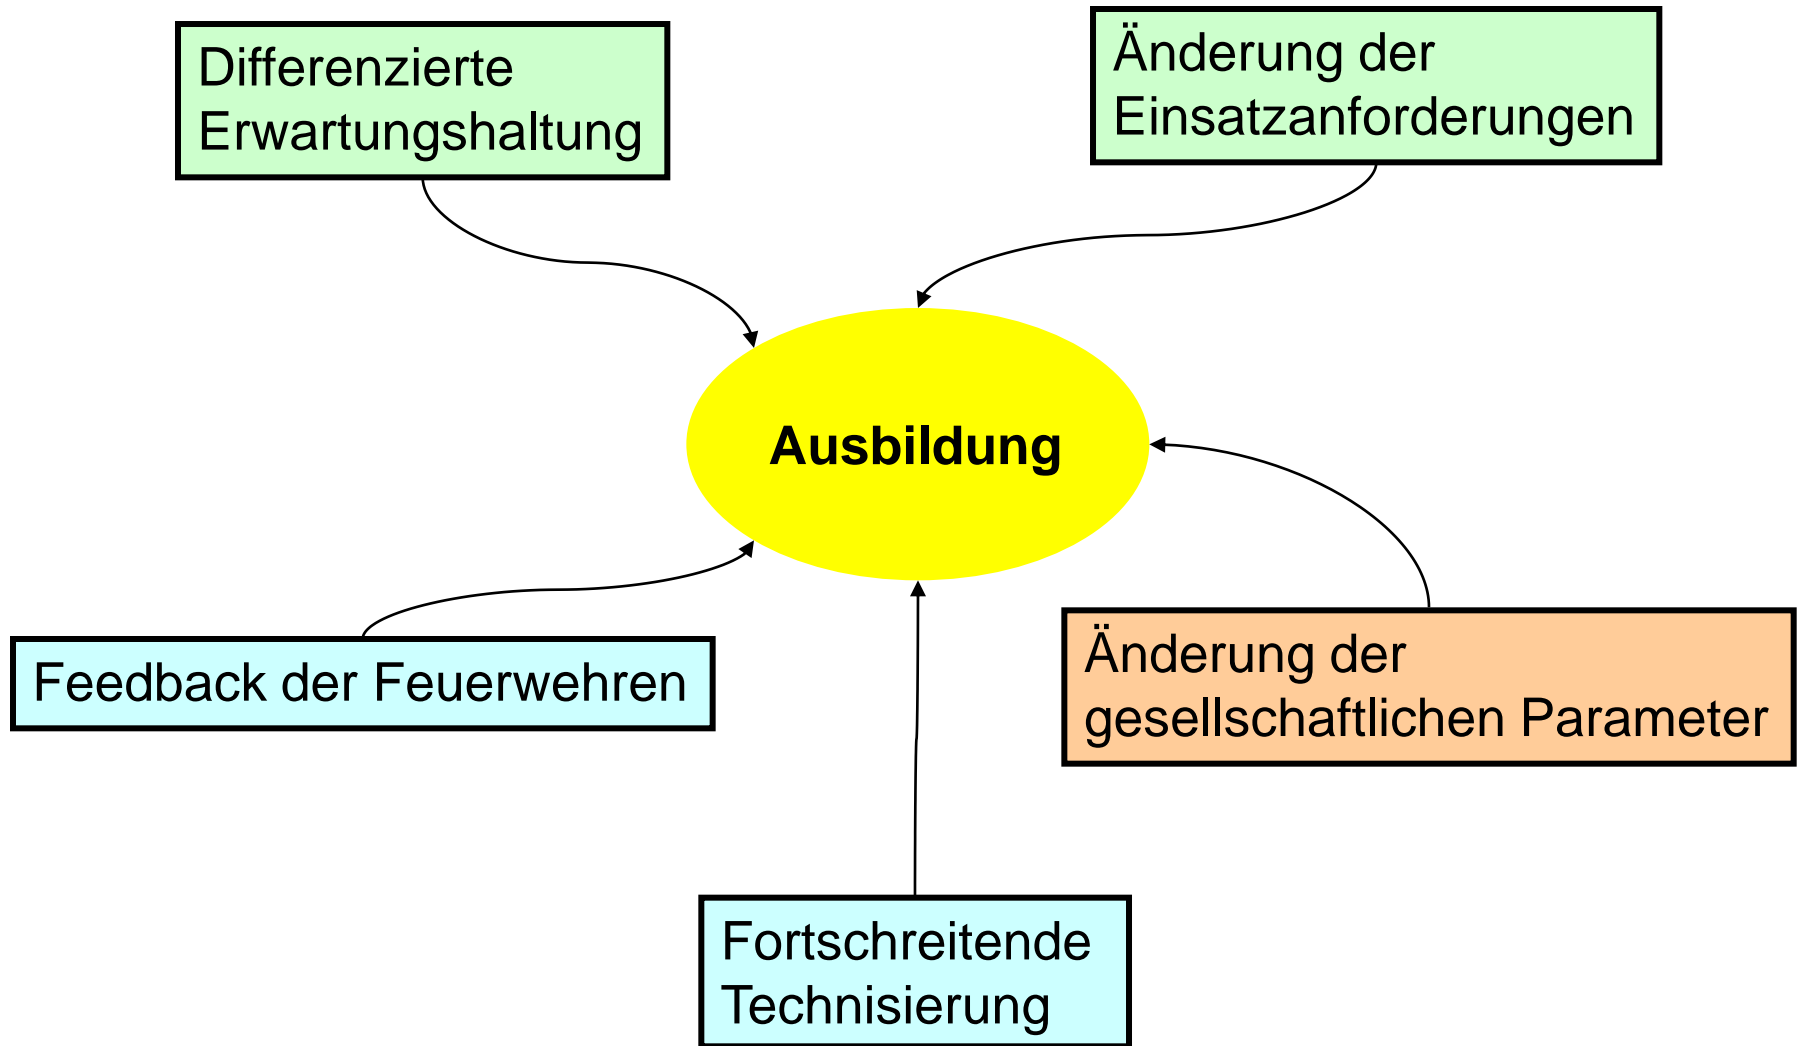 Differenzierte
Erwartungshaltung
Änderung der
Einsatzanforderungen
Ausbildung
Feedback der Feuerwehren
Änderung der
gesellschaftlichen Parameter
Fortschreitende
Technisierung